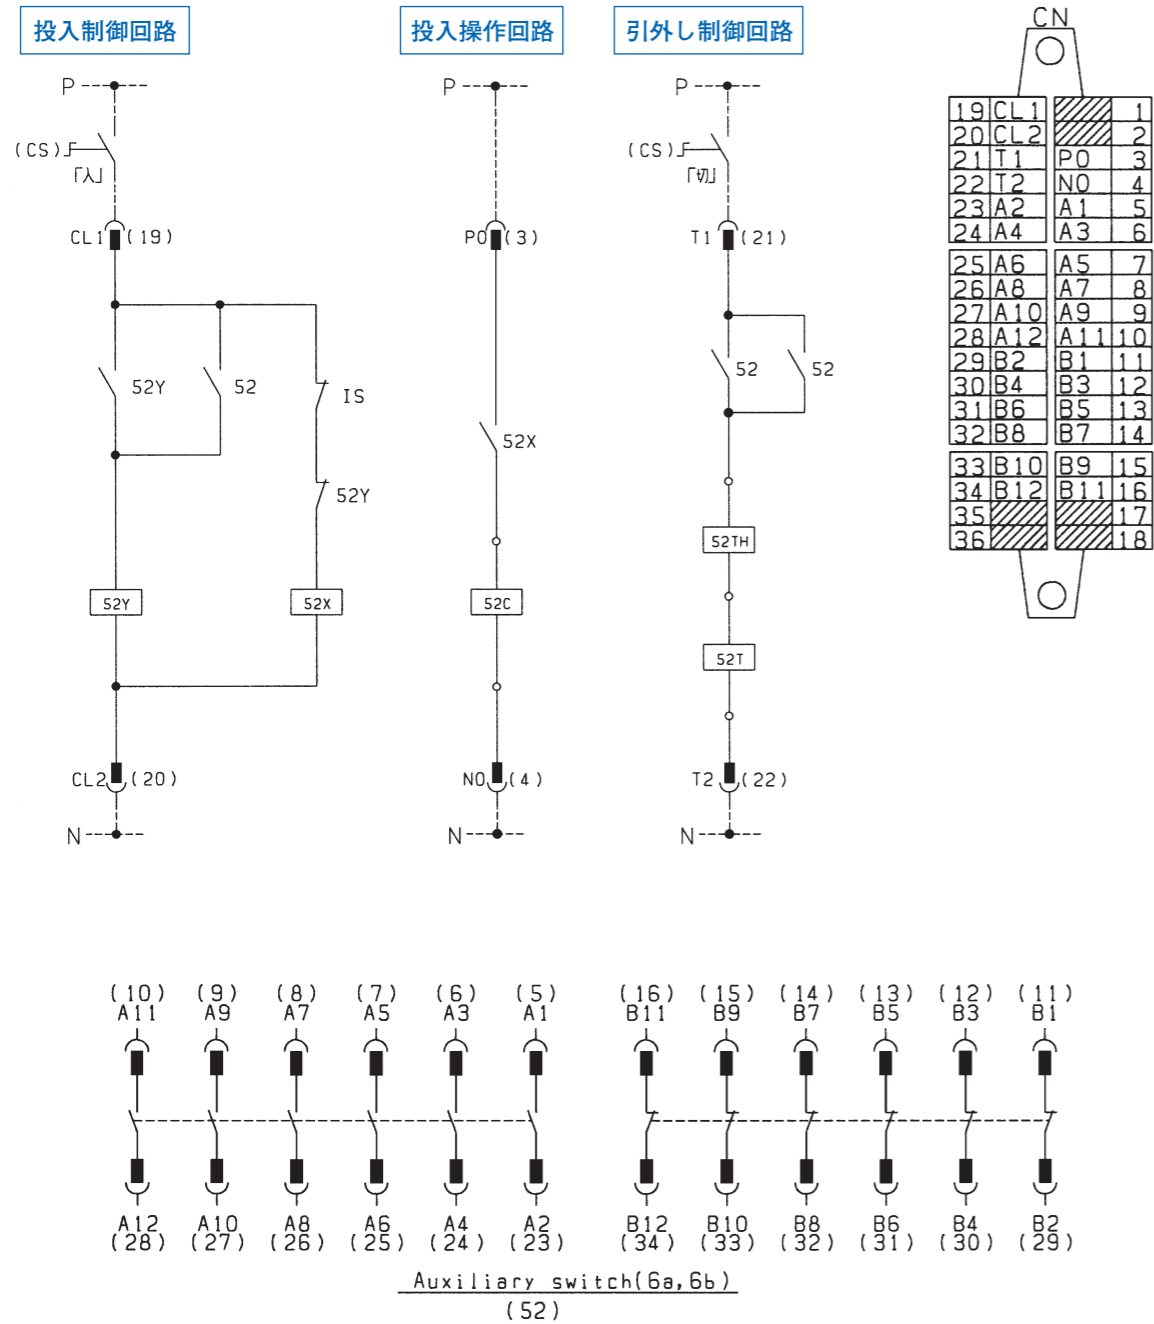 投入制御回路
P
(CS)
「入」
CL1 (19)
52Y
52
IS
52Y
52Y
52X
CL2 (20)
N
投入操作回路
P
PO (3)
52X
52C
NO (4)
N
引外し制御回路
P
(CS)
「切」
T1 (21)
52
52
52TH
52T
T2 (22)
N
CN
19 CL1 1
20 CL2 2
21 T1 PO 3
22 T2 NO 4
23 A2 A1 5
24 A4 A3 6
25 A6 A5 7
26 A8 A7 8
27 A10 A9 9
28 A12 A11 10
29 B2 B1 11
30 B4 B3 12
31 B6 B5 13
32 B8 B7 14
33 B10 B9 15
34 B12 B11 16
35 17
36 18
(10) (9) (8) (7) (6) (5) (16) (15) (14) (13) (12) (11)
A11 A9 A7 A5 A3 A1 B11 B9 B7 B5 B3 B1
A12 A10 A8 A6 A4 A2 B12 B10 B8 B6 B4 B2
(28) (27) (26) (25) (24) (23) (34) (33) (32) (31) (30) (29)
Auxiliary switch(6a,6b)
(52)